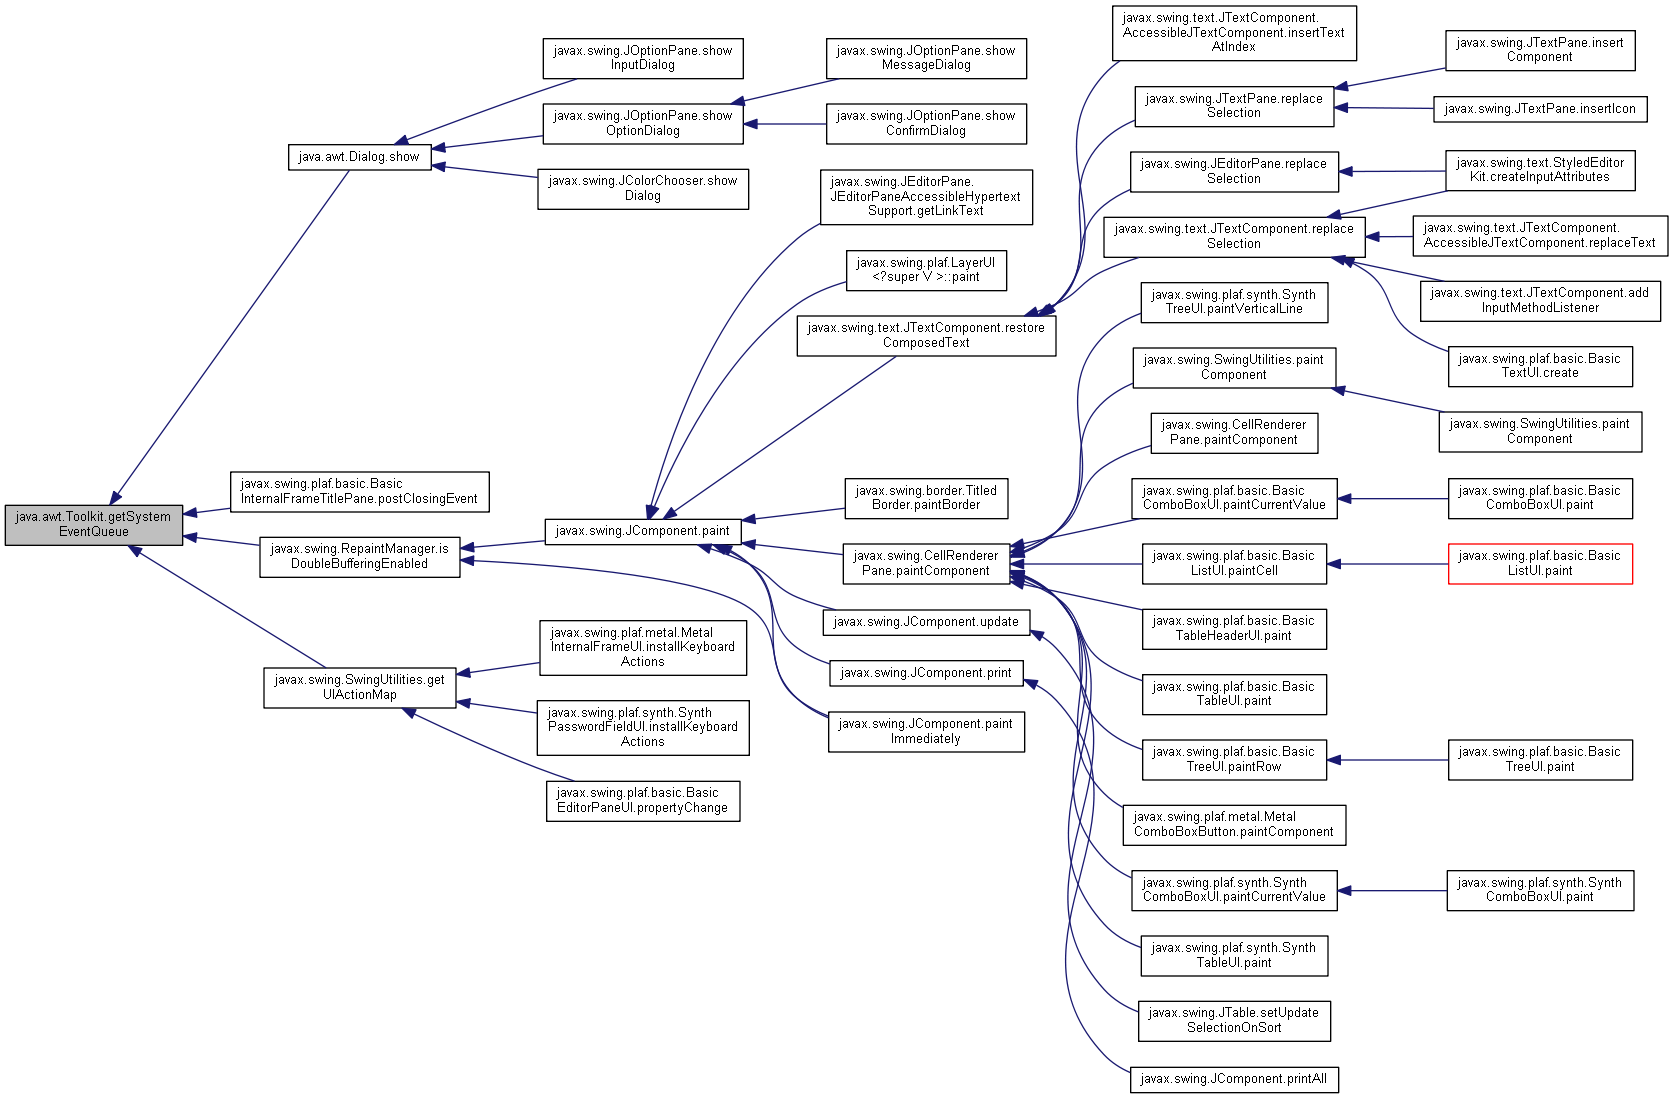 java.awt.Toolkit.getSystem
EventQueue
java.awt.Dialog.show
javax.swing.plaf.basic.Basic
InternalFrameTitlePane.postClosingEvent
javax.swing.RepaintManager.is
DoubleBufferingEnabled
javax.swing.SwingUtilities.get
UIActionMap
javax.swing.JOptionPane.show
InputDialog
javax.swing.JOptionPane.show
OptionDialog
javax.swing.JColorChooser.show
Dialog
javax.swing.JComponent.paint
javax.swing.plaf.metal.Metal
InternalFrameUI.installKeyboard
Actions
javax.swing.plaf.synth.Synth
PasswordFieldUI.installKeyboard
Actions
javax.swing.plaf.basic.Basic
EditorPaneUI.propertyChange
javax.swing.JOptionPane.show
MessageDialog
javax.swing.JOptionPane.show
ConfirmDialog
javax.swing.JEditorPane.
JEditorPaneAccessibleHypertext
Support.getLinkText
javax.swing.plaf.LayerUI
<?super V >::paint
javax.swing.text.JTextComponent.restore
ComposedText
javax.swing.border.Titled
Border.paintBorder
javax.swing.CellRenderer
Pane.paintComponent
javax.swing.JComponent.update
javax.swing.JComponent.print
javax.swing.JComponent.paint
Immediately
javax.swing.text.JTextComponent.
AccessibleJTextComponent.insertText
AtIndex
javax.swing.JTextPane.replace
Selection
javax.swing.JEditorPane.replace
Selection
javax.swing.text.JTextComponent.replace
Selection
javax.swing.plaf.synth.Synth
TreeUI.paintVerticalLine
javax.swing.SwingUtilities.paint
Component
javax.swing.CellRenderer
Pane.paintComponent
javax.swing.plaf.basic.Basic
ComboBoxUI.paintCurrentValue
javax.swing.plaf.basic.Basic
ListUI.paintCell
javax.swing.plaf.basic.Basic
TableHeaderUI.paint
javax.swing.plaf.basic.Basic
TableUI.paint
javax.swing.plaf.basic.Basic
TreeUI.paintRow
javax.swing.plaf.metal.Metal
ComboBoxButton.paintComponent
javax.swing.plaf.synth.Synth
ComboBoxUI.paintCurrentValue
javax.swing.plaf.synth.Synth
TableUI.paint
javax.swing.JTable.setUpdate
SelectionOnSort
javax.swing.JComponent.printAll
javax.swing.JTextPane.insert
Component
javax.swing.JTextPane.insertIcon
javax.swing.text.StyledEditor
Kit.createInputAttributes
javax.swing.text.JTextComponent.
AccessibleJTextComponent.replaceText
javax.swing.text.JTextComponent.add
InputMethodListener
javax.swing.plaf.basic.Basic
TextUI.create
javax.swing.SwingUtilities.paint
Component
javax.swing.plaf.basic.Basic
ComboBoxUI.paint
javax.swing.plaf.basic.Basic
ListUI.paint
javax.swing.plaf.basic.Basic
TreeUI.paint
javax.swing.plaf.synth.Synth
ComboBoxUI.paint